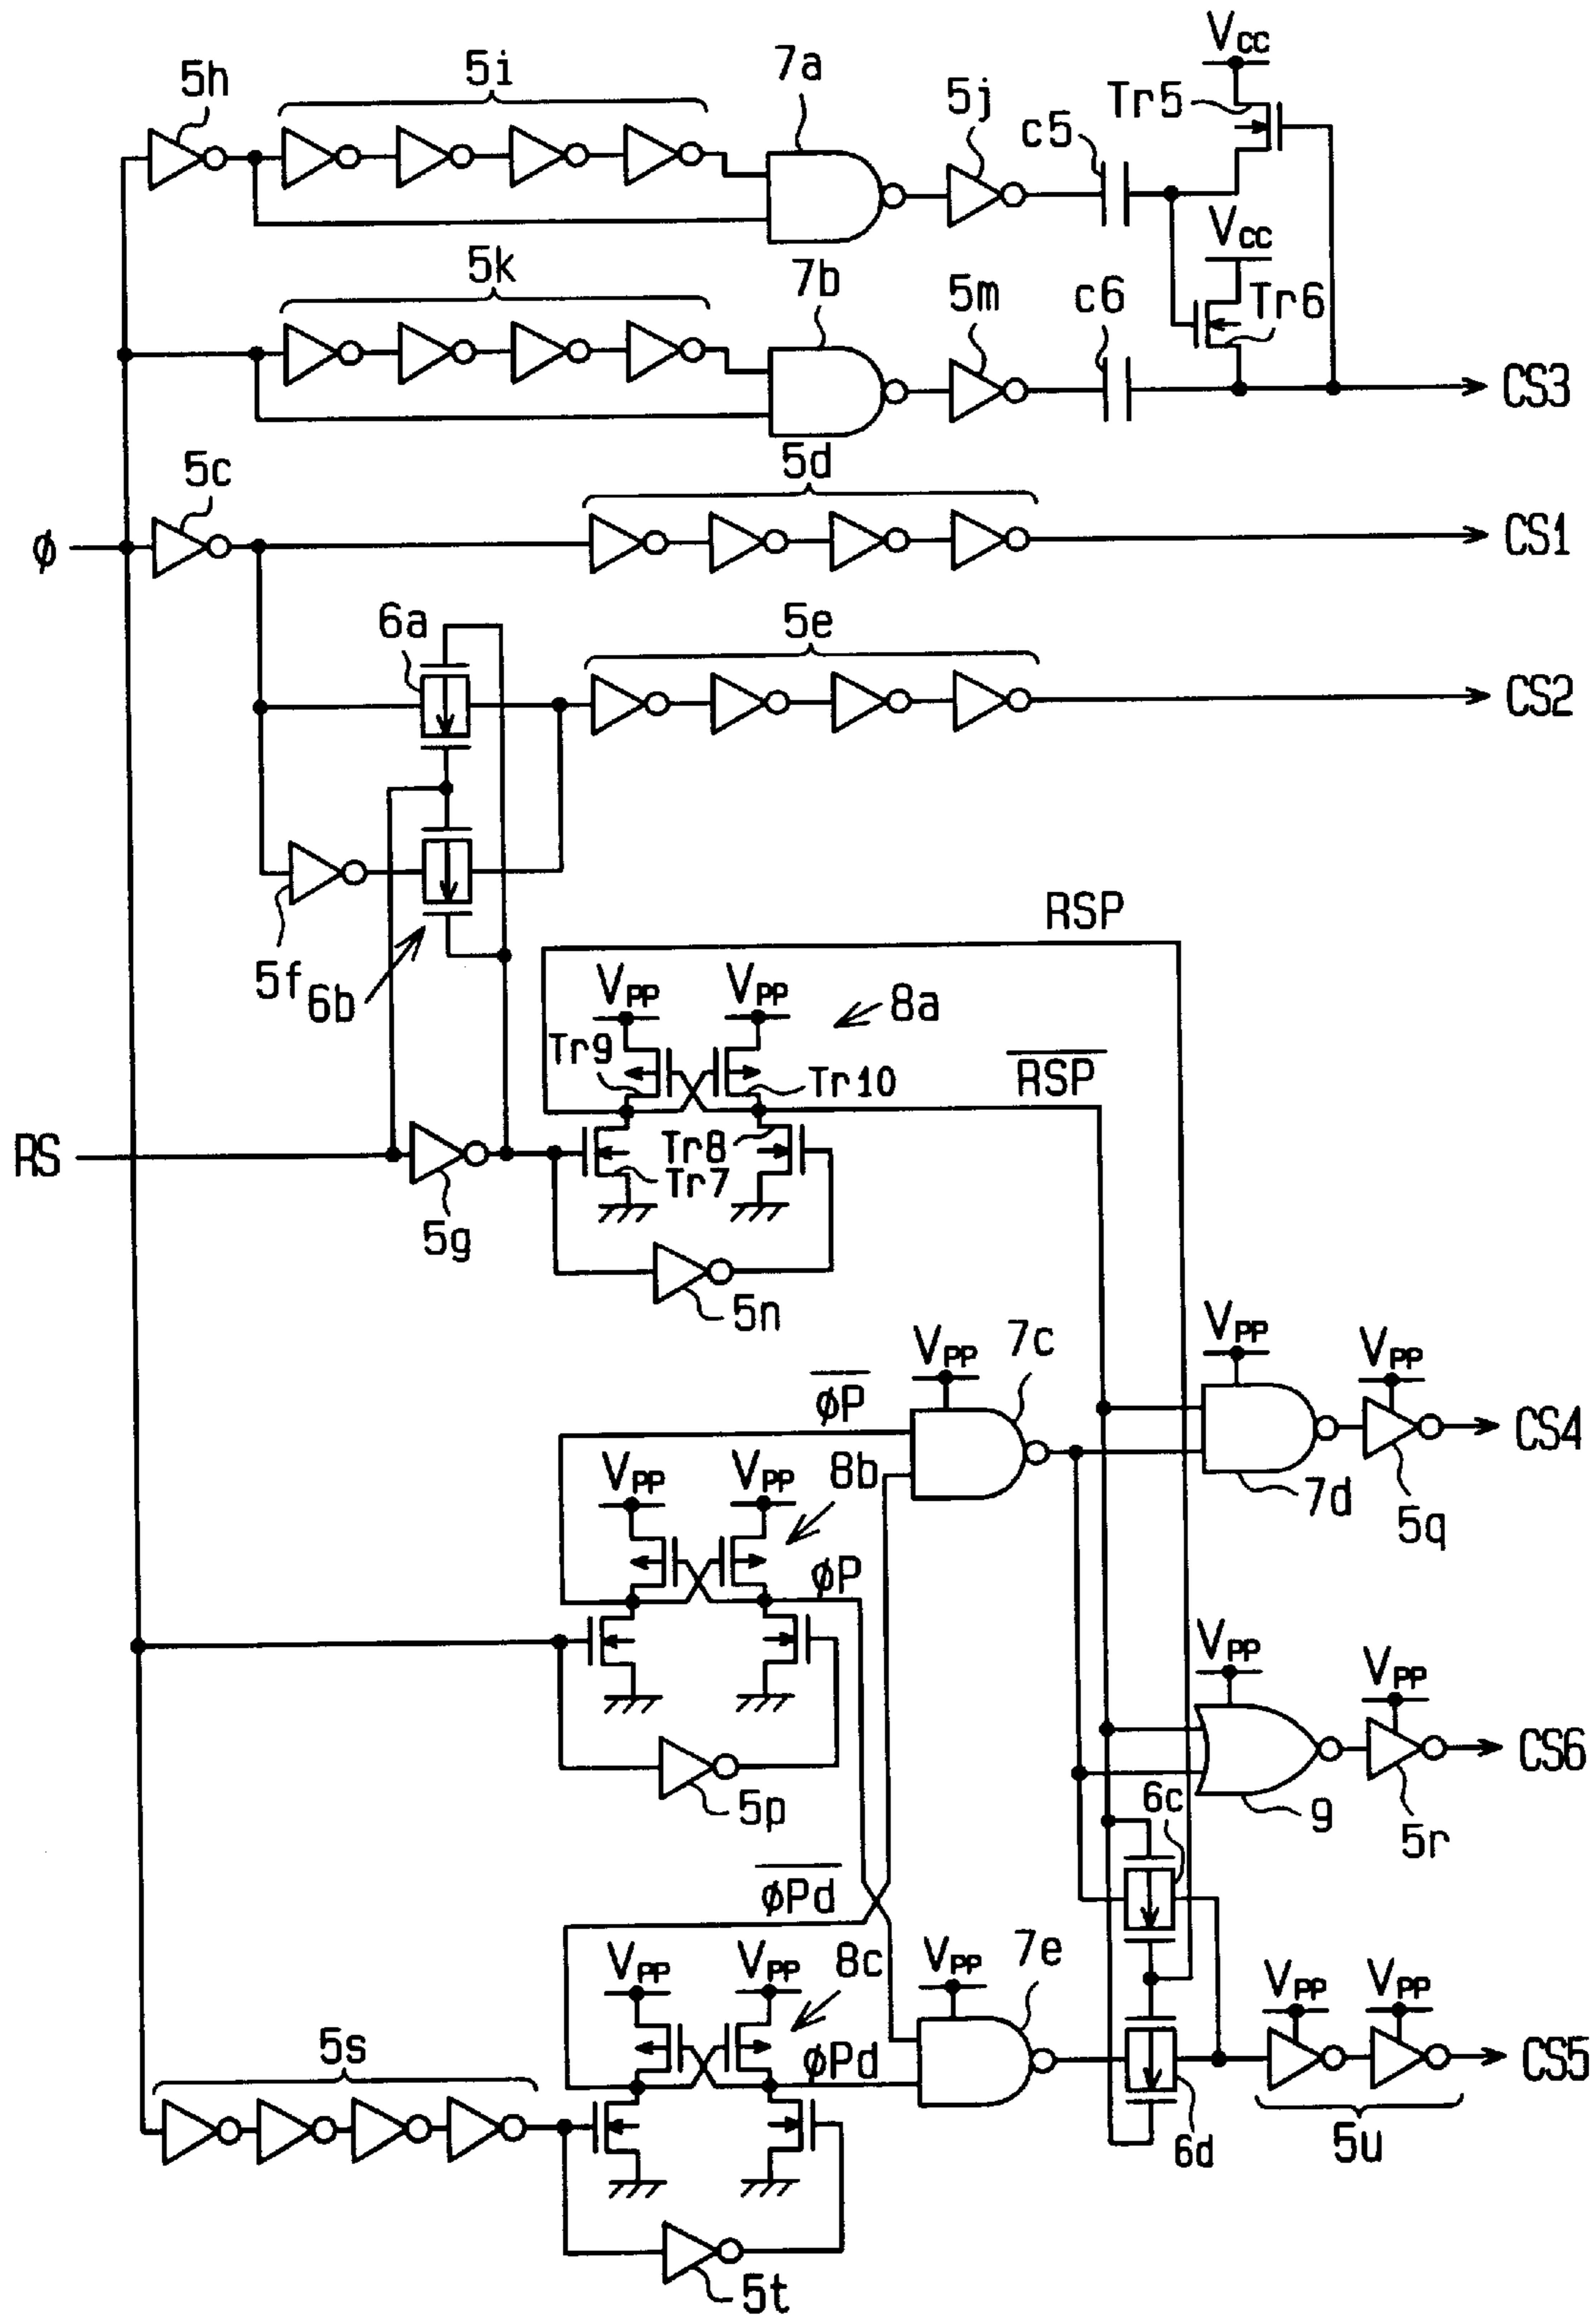 Vcc
5h
5i
7a
5j
c5
Tr5
Vcc
5k
7b
5m
c6
Tr6
CS3
5c
5d
ϕ
CS1
6a
5e
CS2
5f
6b
RSP
VPP
VPP
8a
Tr9
Tr10
RSP
RS
Tr8
Tr7
5g
5n
VPP
7c
VPP
VPP
ϕP
CS4
VPP
VPP
8b
7d
5q
ϕP
VPP
VPP
CS6
5p
6c
9
5r
ϕPd
VPP
VPP
8c
VPP
7e
VPP
VPP
5s
ϕPd
CS5
6d
5u
5t